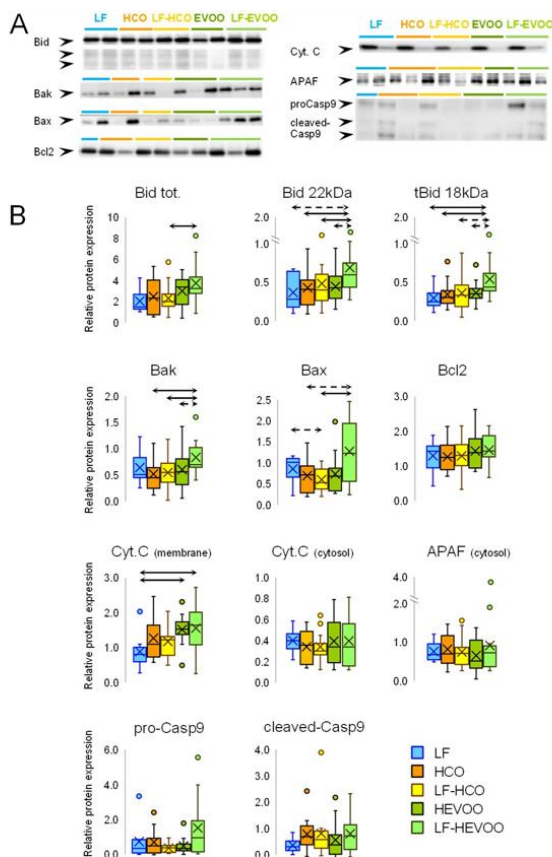 A
LF HCO LF-HCO EVOO LF-EVOO
Bid
Bak
Bax
Bcl2
LF HCO LF-HCO EVOO LF-EVOO
Cyt. C
APAF
proCasp9
cleaved-
Casp9
B
Bid tot.
Relative protein expression
10
8
6
4
2
0
Bid 22kDa
2.0
1.0
0.5
0.0
tBid 18kDa
2.0
1.0
0.5
0.0
Bak
Relative protein expression
2.0
1.5
1.0
0.5
0.0
Bax
2.5
2.0
1.5
1.0
0.5
0.0
Bcl2
3.0
2.0
1.0
0.0
Cyt.C (membrane)
Relative protein expression
3.0
2.0
1.0
0.0
Cyt.C (cytosol)
1.0
0.8
0.6
0.4
0.2
0.0
APAF (cytosol)
4.0
2.0
1.0
0.0
pro-Casp9
Relative protein expression
6.0
4.0
2.0
0.0
cleaved-Casp9
4.0
3.0
2.0
1.0
0.0
LF
HCO
LF-HCO
HEVOO
LF-HEVOO